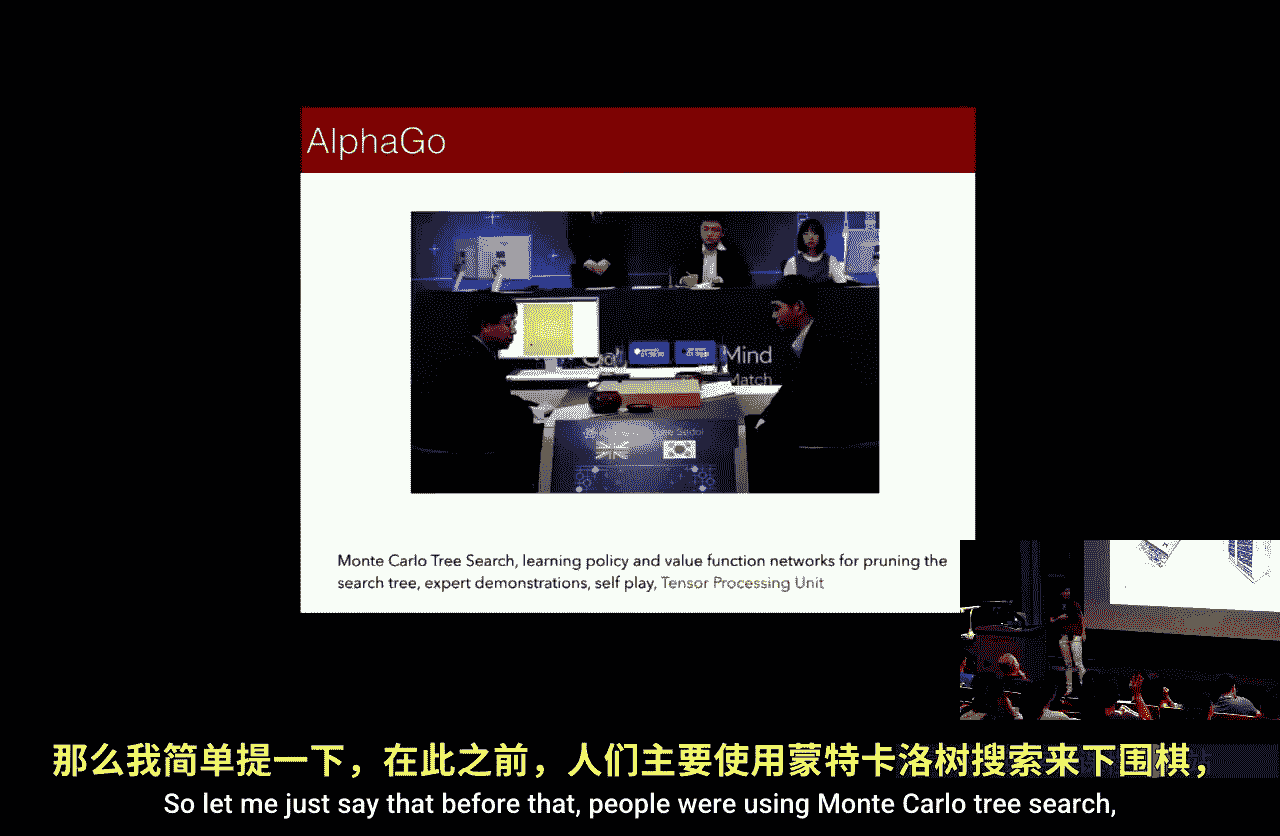 AlphaGo
Mind
Match
Monte Carlo Tree Search, learning policy and value function networks for pruning the
search tree, expert demonstrations, self play, Tensor Processing Unit
那么我简单提一下，在此之前，人们主要使用蒙特卡洛树搜索来下围棋，
So let me just say that before that, people were using Monte Carlo tree search,